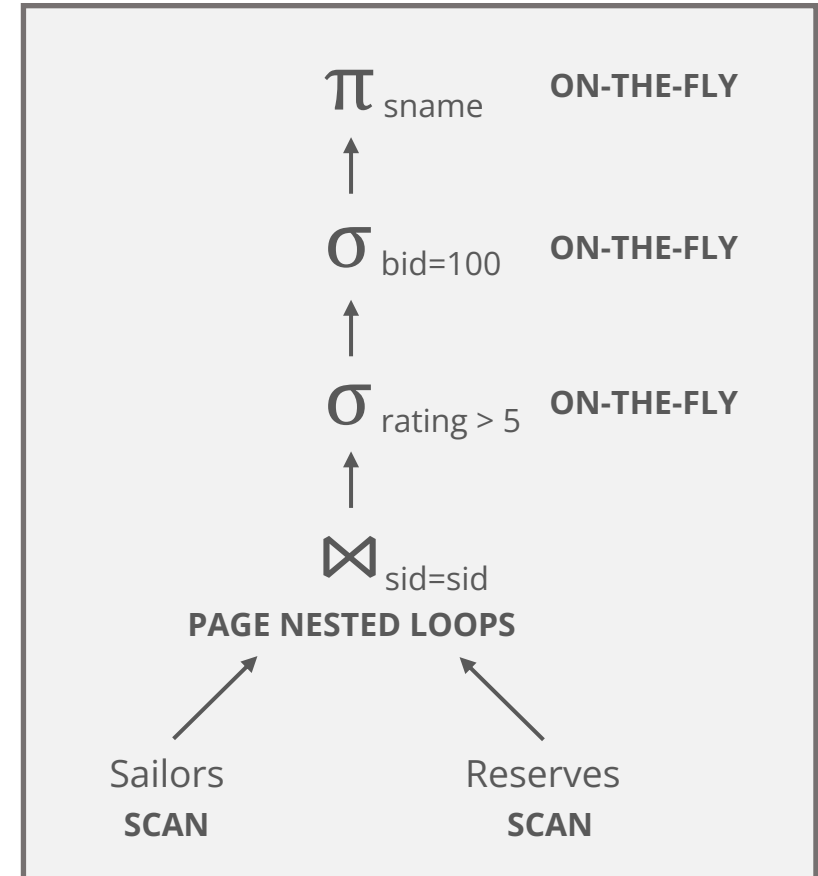 π sname ON-THE-FLY
σ bid=100 ON-THE-FLY
σ rating > 5 ON-THE-FLY
⋈ sid=sid
PAGE NESTED LOOPS
Sailors Reserves
SCAN SCAN